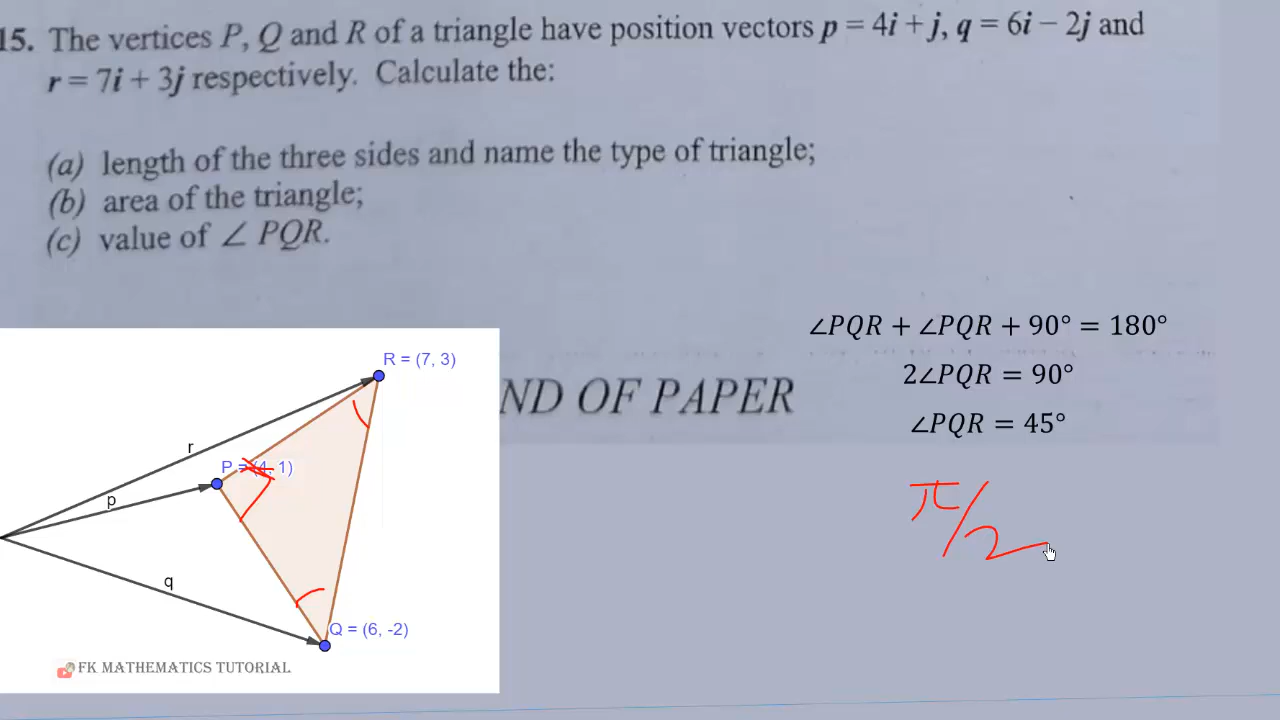 15. The vertices P, Q and R of a triangle have position vectors p = 4i + j, q = 6i − 2j and
r = 7i + 3j respectively. Calculate the:
(a) length of the three sides and name the type of triangle;
(b) area of the triangle;
(c) value of ∠ PQR.
∠PQR + ∠PQR + 90° = 180°
2∠PQR = 90°
∠PQR = 45°
π/2
ND OF PAPER
R = (7, 3)
r
P = (4, 1)
p
q
Q = (6, -2)
FK MATHEMATICS TUTORIAL